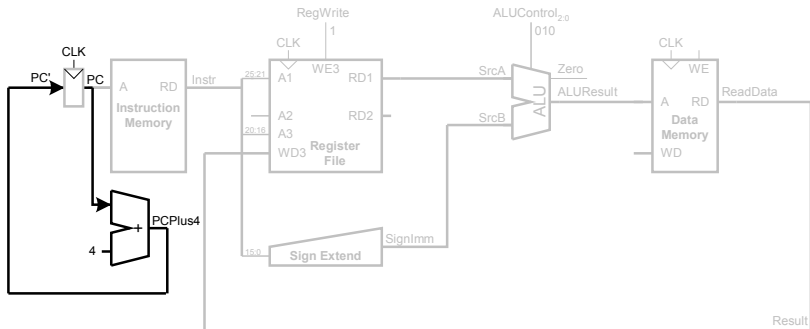 RegWrite
ALUControl2:0
1
010
CLK
CLK
CLK
PC'
PC
A
RD
Instr
Instruction
Memory
25:21
A1
WE3
RD1
A2
RD2
20:16
A3
WD3
Register
File
SrcA
SrcB
ALU
Zero
ALUResult
WE
A
RD
Data
Memory
WD
ReadData
+
PCPlus4
4
15:0
Sign Extend
SignImm
Result